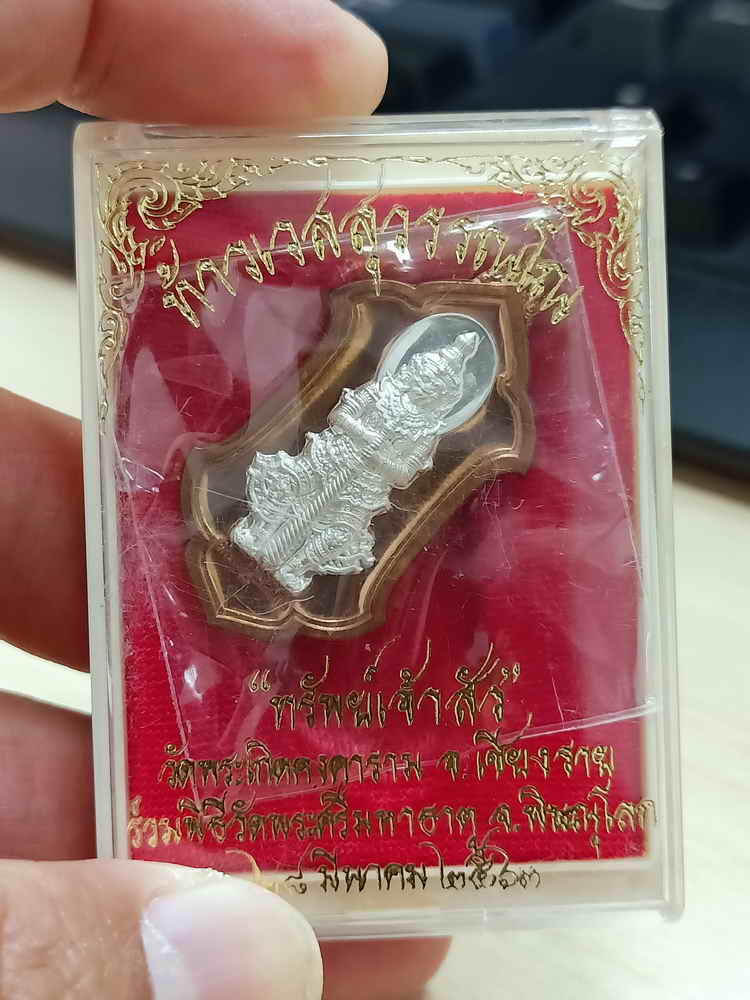 ท้าวเวสสุวรรณโณ
“ทรัพย์เจ้าสัว”
วัดพระเกิดคงคาราม จ.เชียงราย
ร่วมพิธีวัดพระศรีมหาธาตุ จ.พิษณุโลก
มีนาคม ๒๕๖๓